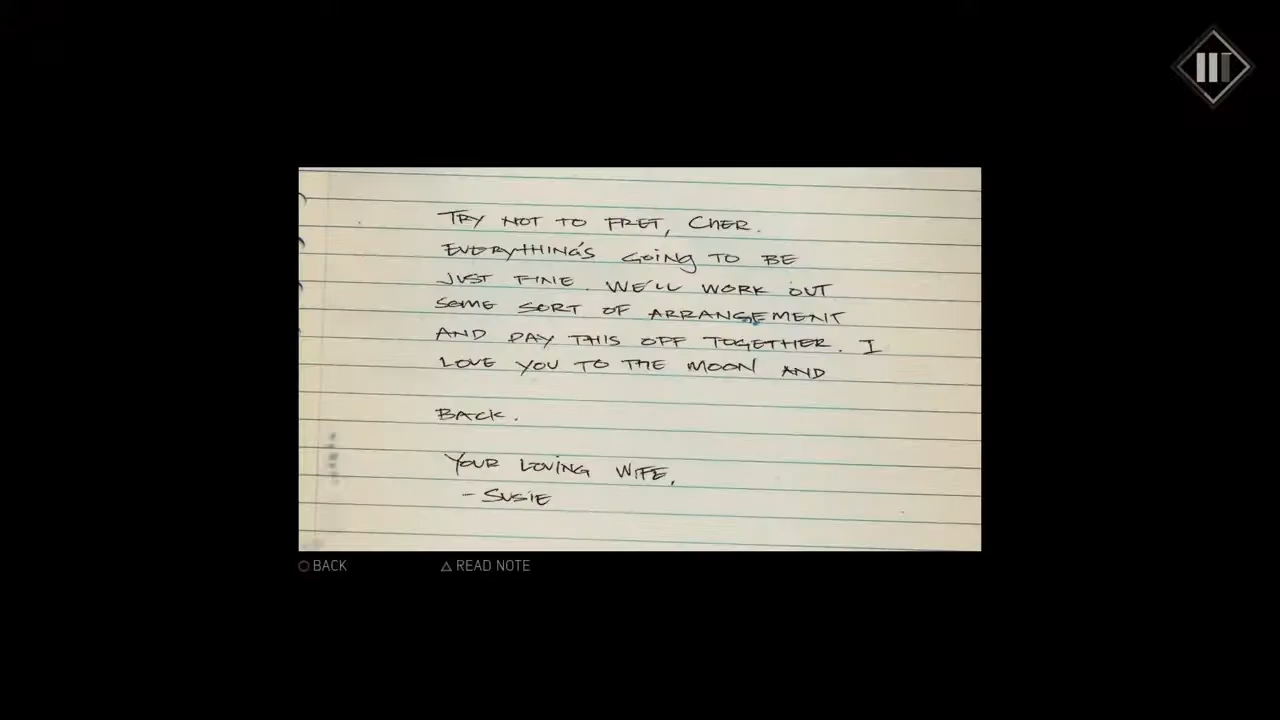 TRY NOT TO FRET, CHER.
EVERYTHING'S GOING TO BE
JUST FINE. WE'LL WORK OUT
SOME SORT OF ARRANGEMENT
AND PAY THIS OFF TOGETHER. I
LOVE YOU TO THE MOON AND
BACK.
YOUR LOVING WIFE,
- SUSIE
BACK
READ NOTE